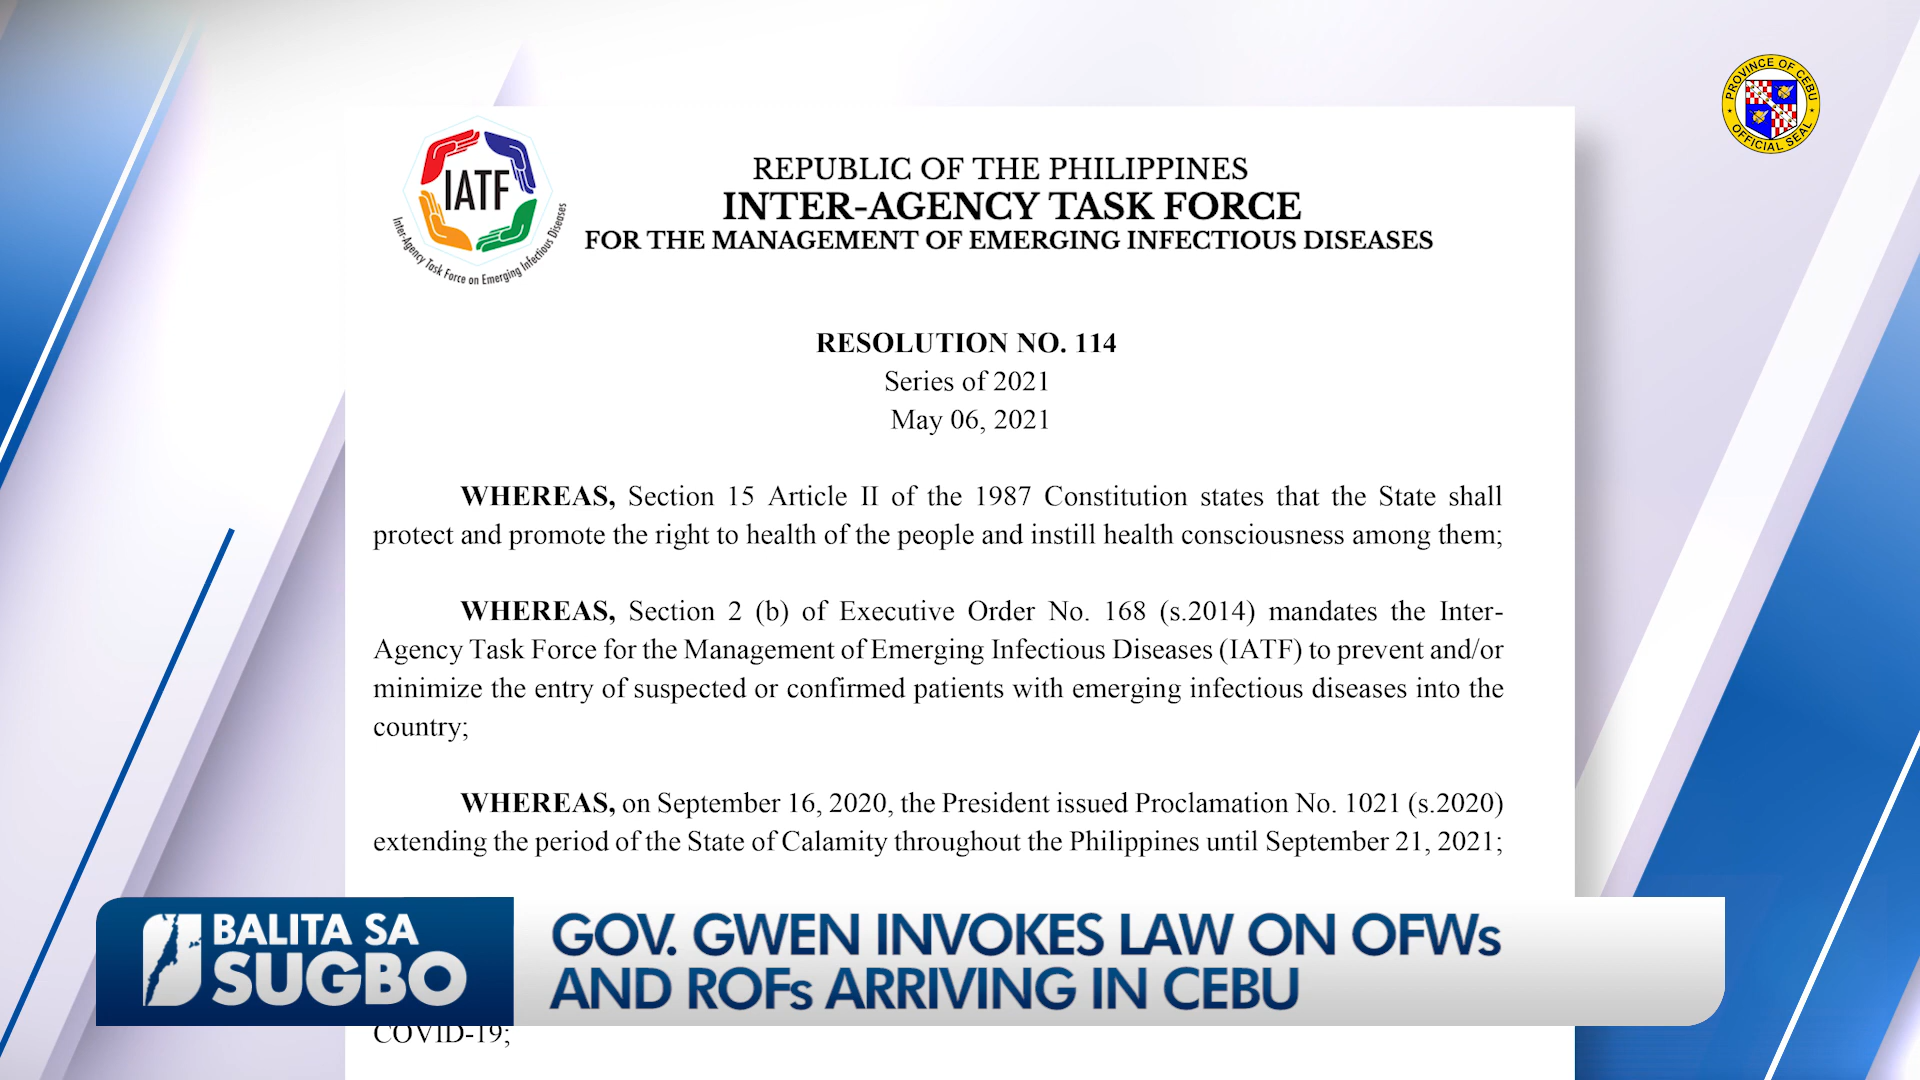 PROVINCE OF CEBU
OFFICIAL SEAL
IATF
Inter-Agency Task Force on Emerging Infectious Diseases
REPUBLIC OF THE PHILIPPINES
INTER-AGENCY TASK FORCE
FOR THE MANAGEMENT OF EMERGING INFECTIOUS DISEASES
RESOLUTION NO. 114
Series of 2021
May 06, 2021
WHEREAS, Section 15 Article II of the 1987 Constitution states that the State shall
protect and promote the right to health of the people and instill health consciousness among them;
WHEREAS, Section 2 (b) of Executive Order No. 168 (s.2014) mandates the Inter-
Agency Task Force for the Management of Emerging Infectious Diseases (IATF) to prevent and/or
minimize the entry of suspected or confirmed patients with emerging infectious diseases into the
country;
WHEREAS, on September 16, 2020, the President issued Proclamation No. 1021 (s.2020)
extending the period of the State of Calamity throughout the Philippines until September 21, 2021;
BALITA SA
SUGBO
GOV. GWEN INVOKES LAW ON OFWs
AND ROFs ARRIVING IN CEBU
COVID-19;